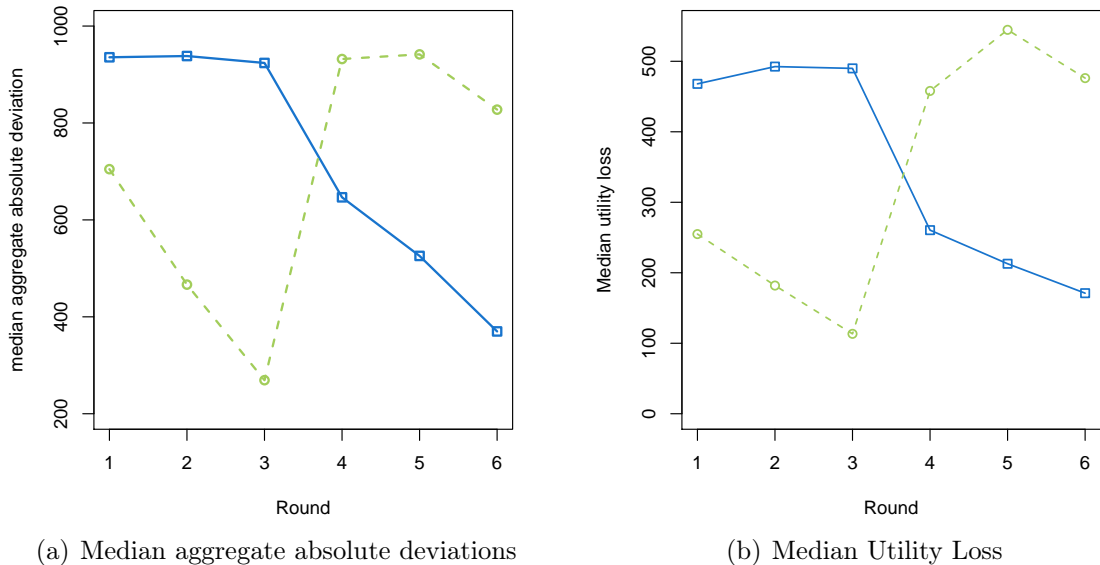 median aggregate absolute deviation
1000
800
600
400
200
1 2 3 4 5 6
Round
(a) Median aggregate absolute deviations
Median utility loss
500
400
300
200
100
0
1 2 3 4 5 6
Round
(b) Median Utility Loss